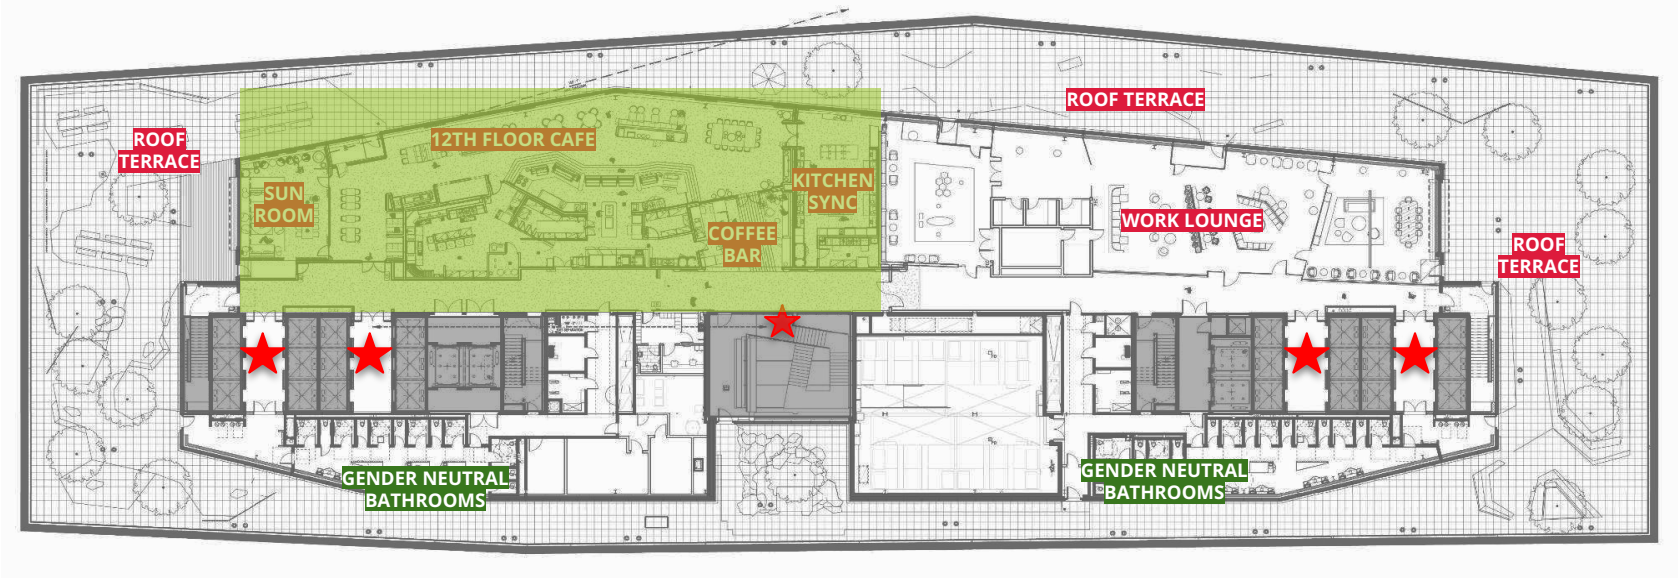 ROOF TERRACE
12TH FLOOR CAFE
ROOF
TERRACE
SUN
ROOM
KITCHEN
SYNC
COFFEE
BAR
WORK LOUNGE
ROOF
TERRACE
GENDER NEUTRAL
BATHROOMS
GENDER NEUTRAL
BATHROOMS